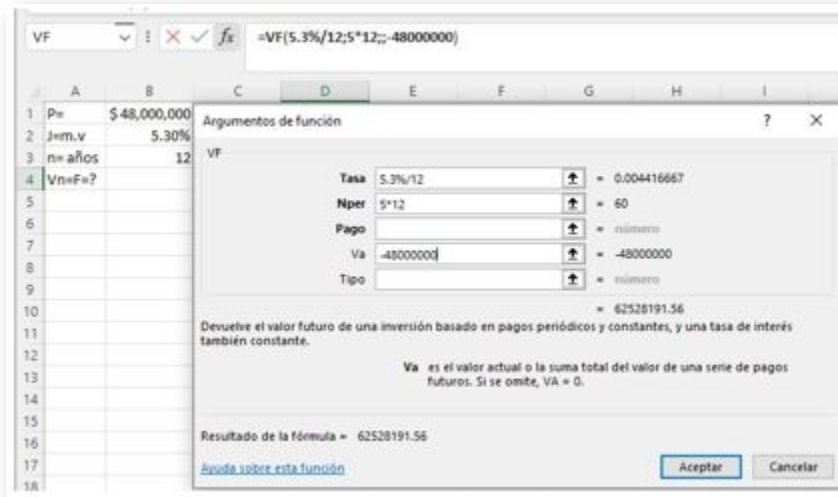 VF
fx
=VF(5.3%/12;5*12;;-48000000)
A B C D E F G H I
1 P= $ 48,000,000
2 J=m.v 5.30%
3 n= años 12
4 Vn=F=?
5
6
7
8
9
10
11
12
13
14
15
16
17
18
Argumentos de función ? ×
VF
Tasa 5.3%/12 = 0.004416667
Nper 5*12 = 60
Pago = número
Va -48000000 = -48000000
Tipo = número
= 62528191.56
Devuelve el valor futuro de una inversión basado en pagos periódicos y constantes, y una tasa de interés
también constante.
Va es el valor actual o la suma total del valor de una serie de pagos
futuros. Si se omite, VA = 0.
Resultado de la fórmula = 62528191.56
Ayuda sobre esta función
Aceptar Cancelar